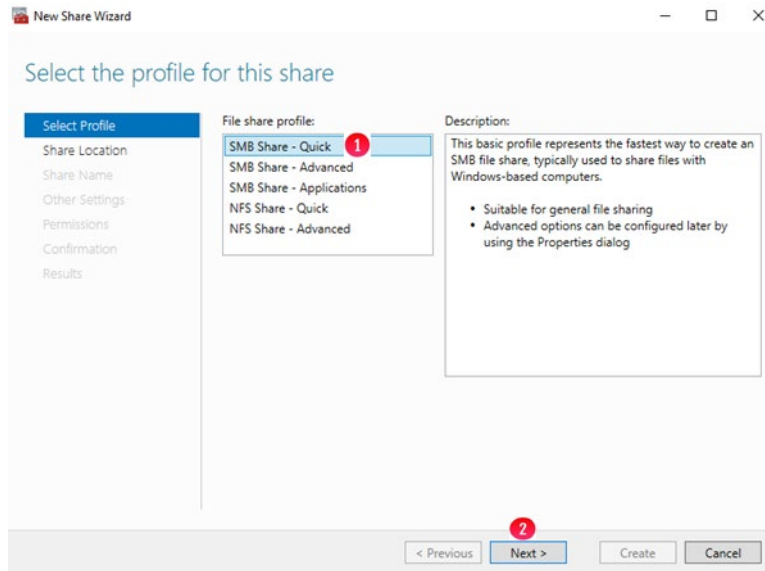 New Share Wizard
Select the profile for this share
Select Profile
Share Location
Share Name
Other Settings
Permissions
Confirmation
Results
File share profile:
SMB Share - Quick 1
SMB Share - Advanced
SMB Share - Applications
NFS Share - Quick
NFS Share - Advanced
Description:
This basic profile represents the fastest way to create an
SMB file share, typically used to share files with
Windows-based computers.
• Suitable for general file sharing
• Advanced options can be configured later by
using the Properties dialog
2
< Previous Next > Create Cancel